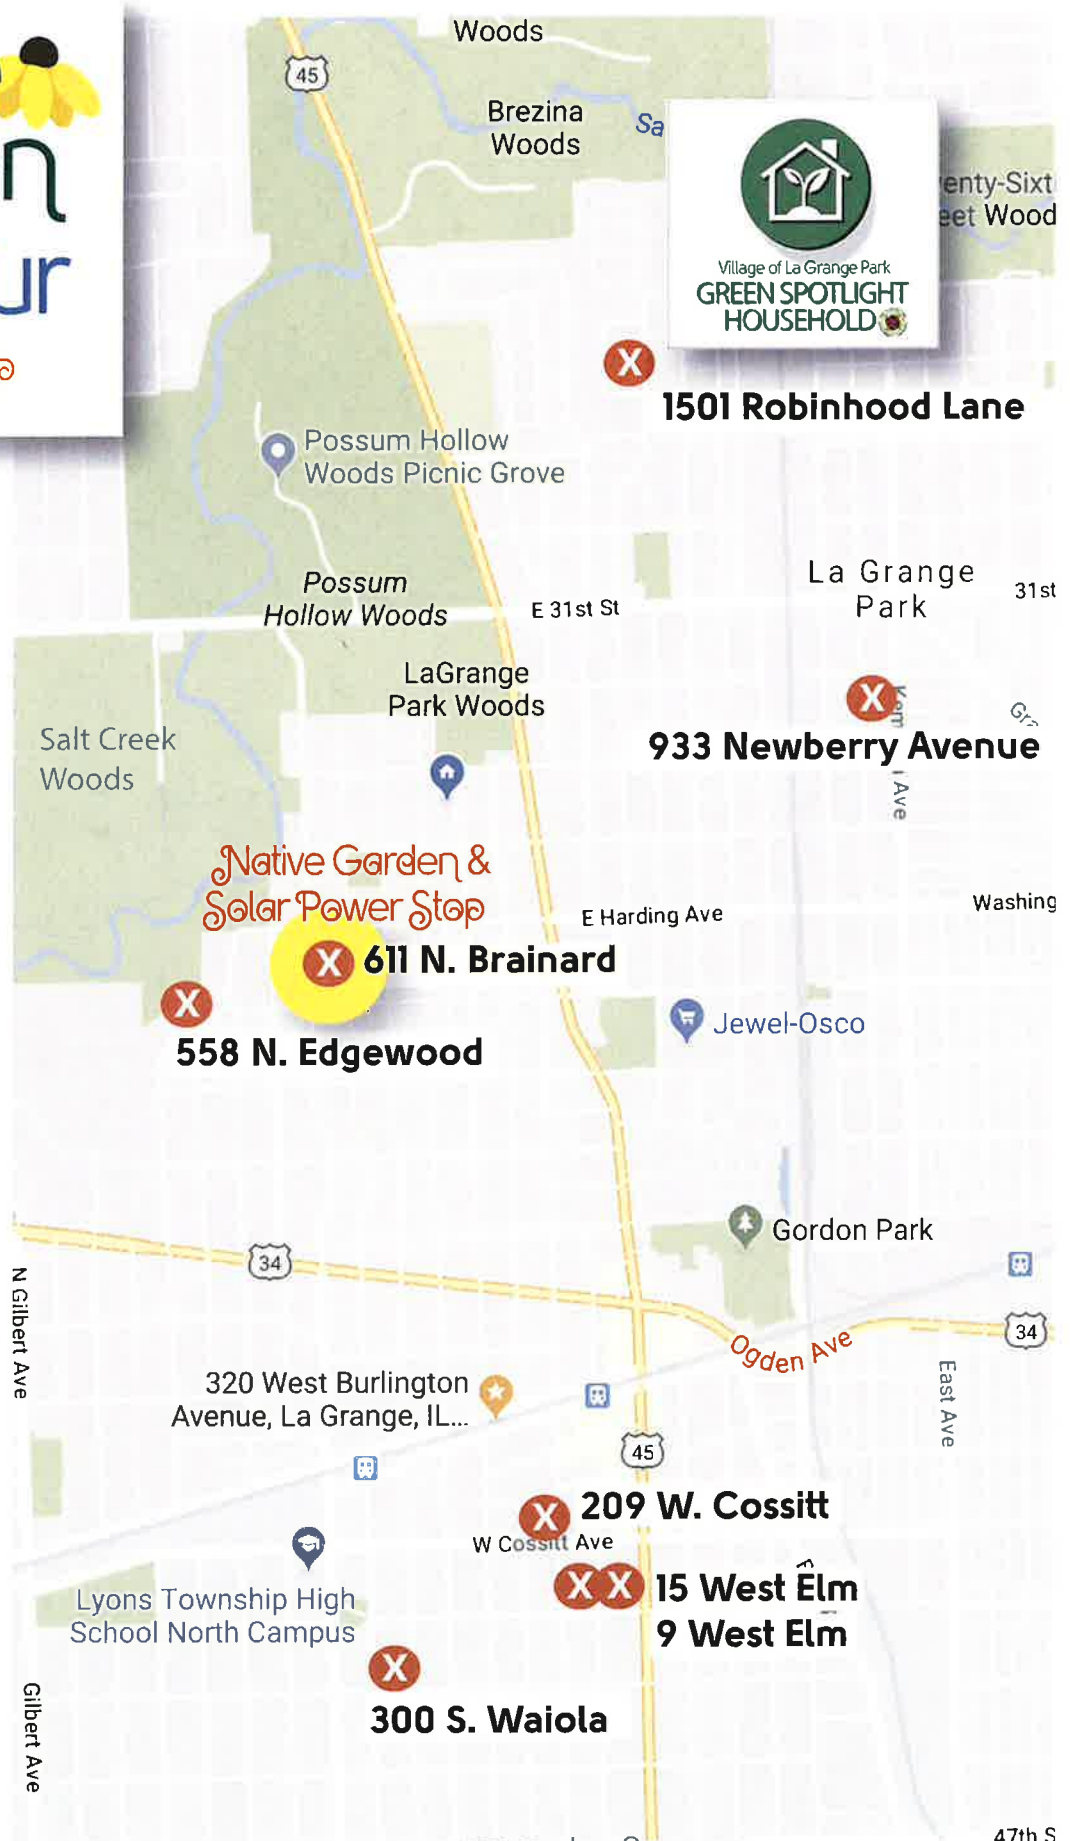 Woods
45
Brezina
Woods
Sa
n
ur
Village of La Grange Park
GREEN SPOTLIGHT
HOUSEHOLD
enty-Sixt
eet Wood
X
1501 Robinhood Lane
Possum Hollow
Woods Picnic Grove
Possum
Hollow Woods
E 31st St
La Grange
Park
31st
LaGrange
Park Woods
X
Kem
Gra
933 Newberry Avenue
Ave
Salt Creek
Woods
Native Garden &
Solar Power Stop
E Harding Ave
Washing
X 611 N. Brainard
X
558 N. Edgewood
Jewel-Osco
Gordon Park
34
N Gilbert Ave
Ogden Ave
34
320 West Burlington
Avenue, La Grange, IL...
East Ave
45
X 209 W. Cossitt
W Cossitt Ave
X X 15 West Elm
9 West Elm
Lyons Township High
School North Campus
X
300 S. Waiola
Gilbert Ave
47th S